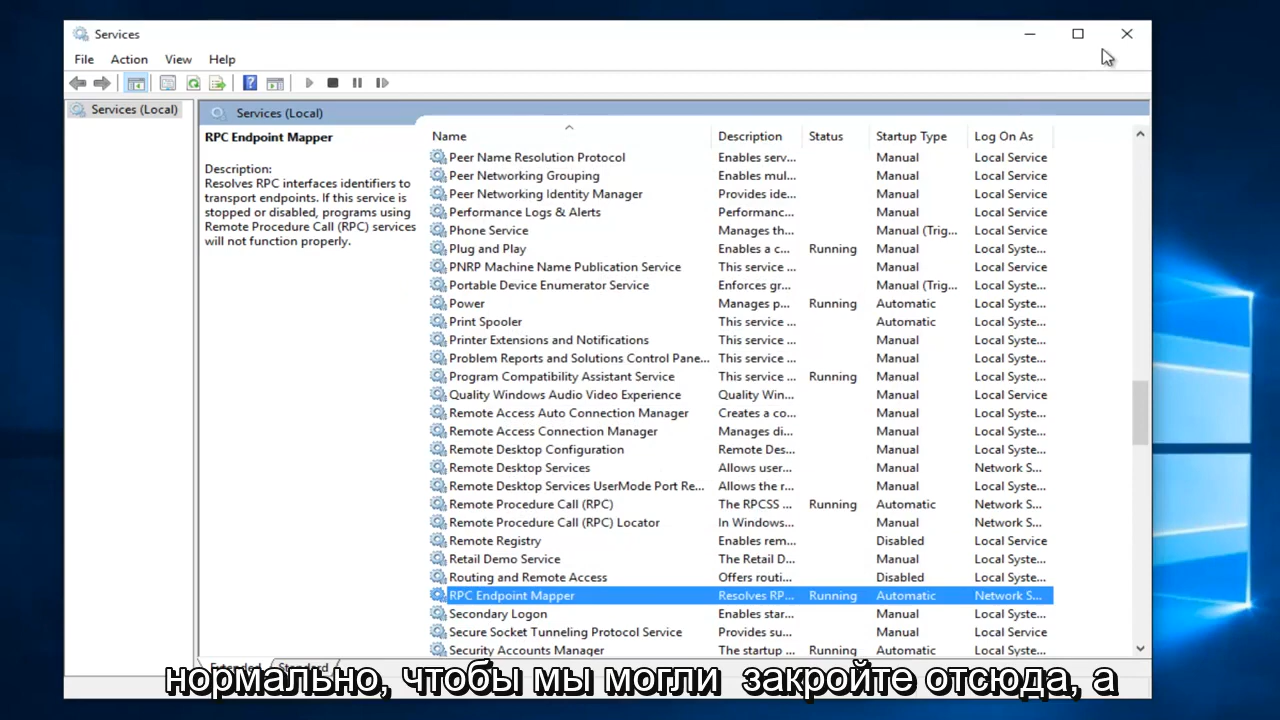 Services
File Action View Help
Services (Local)
Services (Local)
RPC Endpoint Mapper
Description:
Resolves RPC interfaces identifiers to
transport endpoints. If this service is
stopped or disabled, programs using
Remote Procedure Call (RPC) services
will not function properly.
Name Description Status Startup Type Log On As
Peer Name Resolution Protocol Enables serv... Manual Local Service
Peer Networking Grouping Enables mul... Manual Local Service
Peer Networking Identity Manager Provides ide... Manual Local Service
Performance Logs & Alerts Performanc... Manual Local Service
Phone Service Manages th... Manual (Trig... Local Service
Plug and Play Enables a c... Running Manual Local Syste...
PNRP Machine Name Publication Service This service ... Manual Local Service
Portable Device Enumerator Service Enforces gr... Manual (Trig... Local Syste...
Power Manages p... Running Automatic Local Syste...
Print Spooler This service ... Automatic Local Syste...
Printer Extensions and Notifications This service ... Manual Local Syste...
Problem Reports and Solutions Control Pane... This service ... Manual Local Syste...
Program Compatibility Assistant Service This service ... Running Manual Local Syste...
Quality Windows Audio Video Experience Quality Win... Manual Local Service
Remote Access Auto Connection Manager Creates a co... Manual Local Syste...
Remote Access Connection Manager Manages di... Manual Local Syste...
Remote Desktop Configuration Remote Des... Manual Local Syste...
Remote Desktop Services Allows user... Manual Network S...
Remote Desktop Services UserMode Port Re... Allows the r... Manual Local Syste...
Remote Procedure Call (RPC) The RPCSS ... Running Automatic Network S...
Remote Procedure Call (RPC) Locator In Windows... Manual Network S...
Remote Registry Enables rem... Disabled Local Service
Retail Demo Service The Retail D... Manual Local Syste...
Routing and Remote Access Offers routi... Disabled Local Syste...
RPC Endpoint Mapper Resolves RP... Running Automatic Network S...
Secondary Logon Enables star... Manual Local Syste...
Secure Socket Tunneling Protocol Service Provides su... Manual Local Service
Security Accounts Manager The startup ... Running Automatic Local Syste...
Extended Standard
нормально, чтобы мы могли закройте отсюда, а